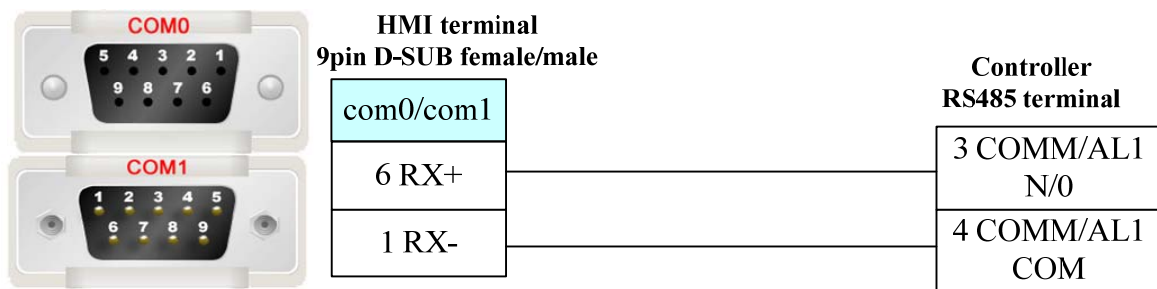 COM0
5 4 3 2 1
9 8 7 6
COM1
1 2 3 4 5
6 7 8 9
HMI terminal
9pin D-SUB female/male
com0/com1
6 RX+
1 RX-
Controller
RS485 terminal
3 COMM/AL1
N/0
4 COMM/AL1
COM